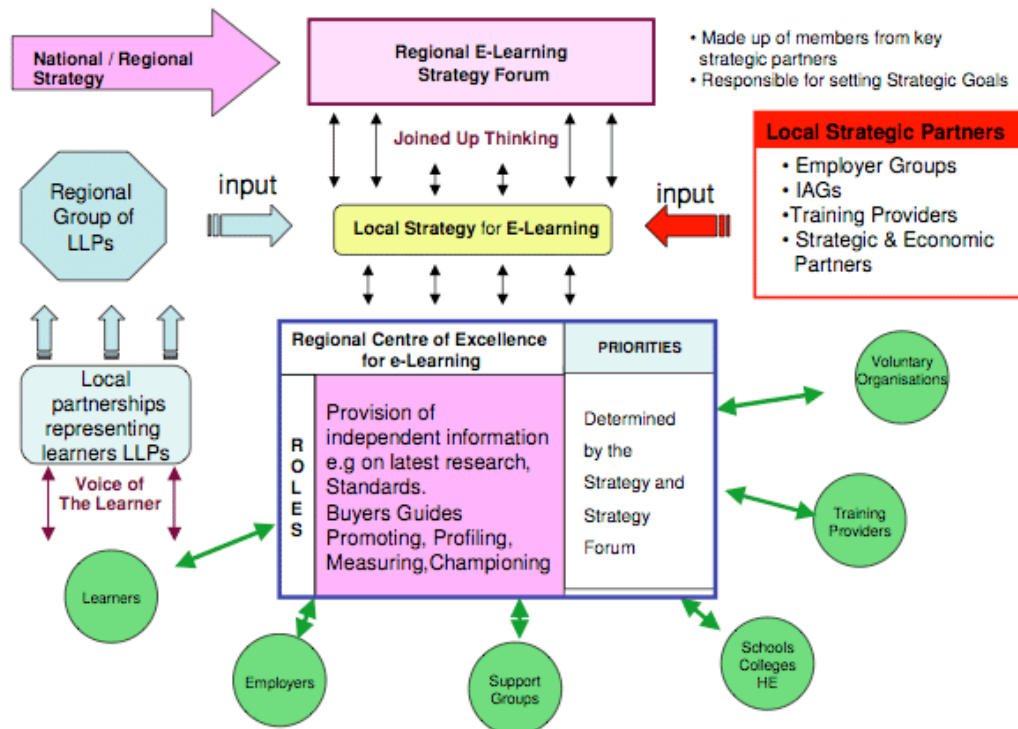 National / Regional
Strategy
Regional E-Learning
Strategy Forum
• Made up of members from key
strategic partners
• Responsible for setting Strategic Goals
Joined Up Thinking
Local Strategic Partners
• Employer Groups
• IAGs
•Training Providers
• Strategic & Economic
Partners
Regional
Group of
LLPs
input
input
Local Strategy for E-Learning
Regional Centre of Excellence
for e-Learning
PRIORITIES
Local
partnerships
representing
learners LLPs
Voice of
The Learner
R
O
L
E
S
Provision of
independent information
e.g on latest research,
Standards.
Buyers Guides
Promoting, Profiling,
Measuring,Championing
Determined
by the
Strategy and
Strategy
Forum
Voluntary
Organisations
Training
Providers
Learners
Employers
Support
Groups
Schools
Colleges
HE